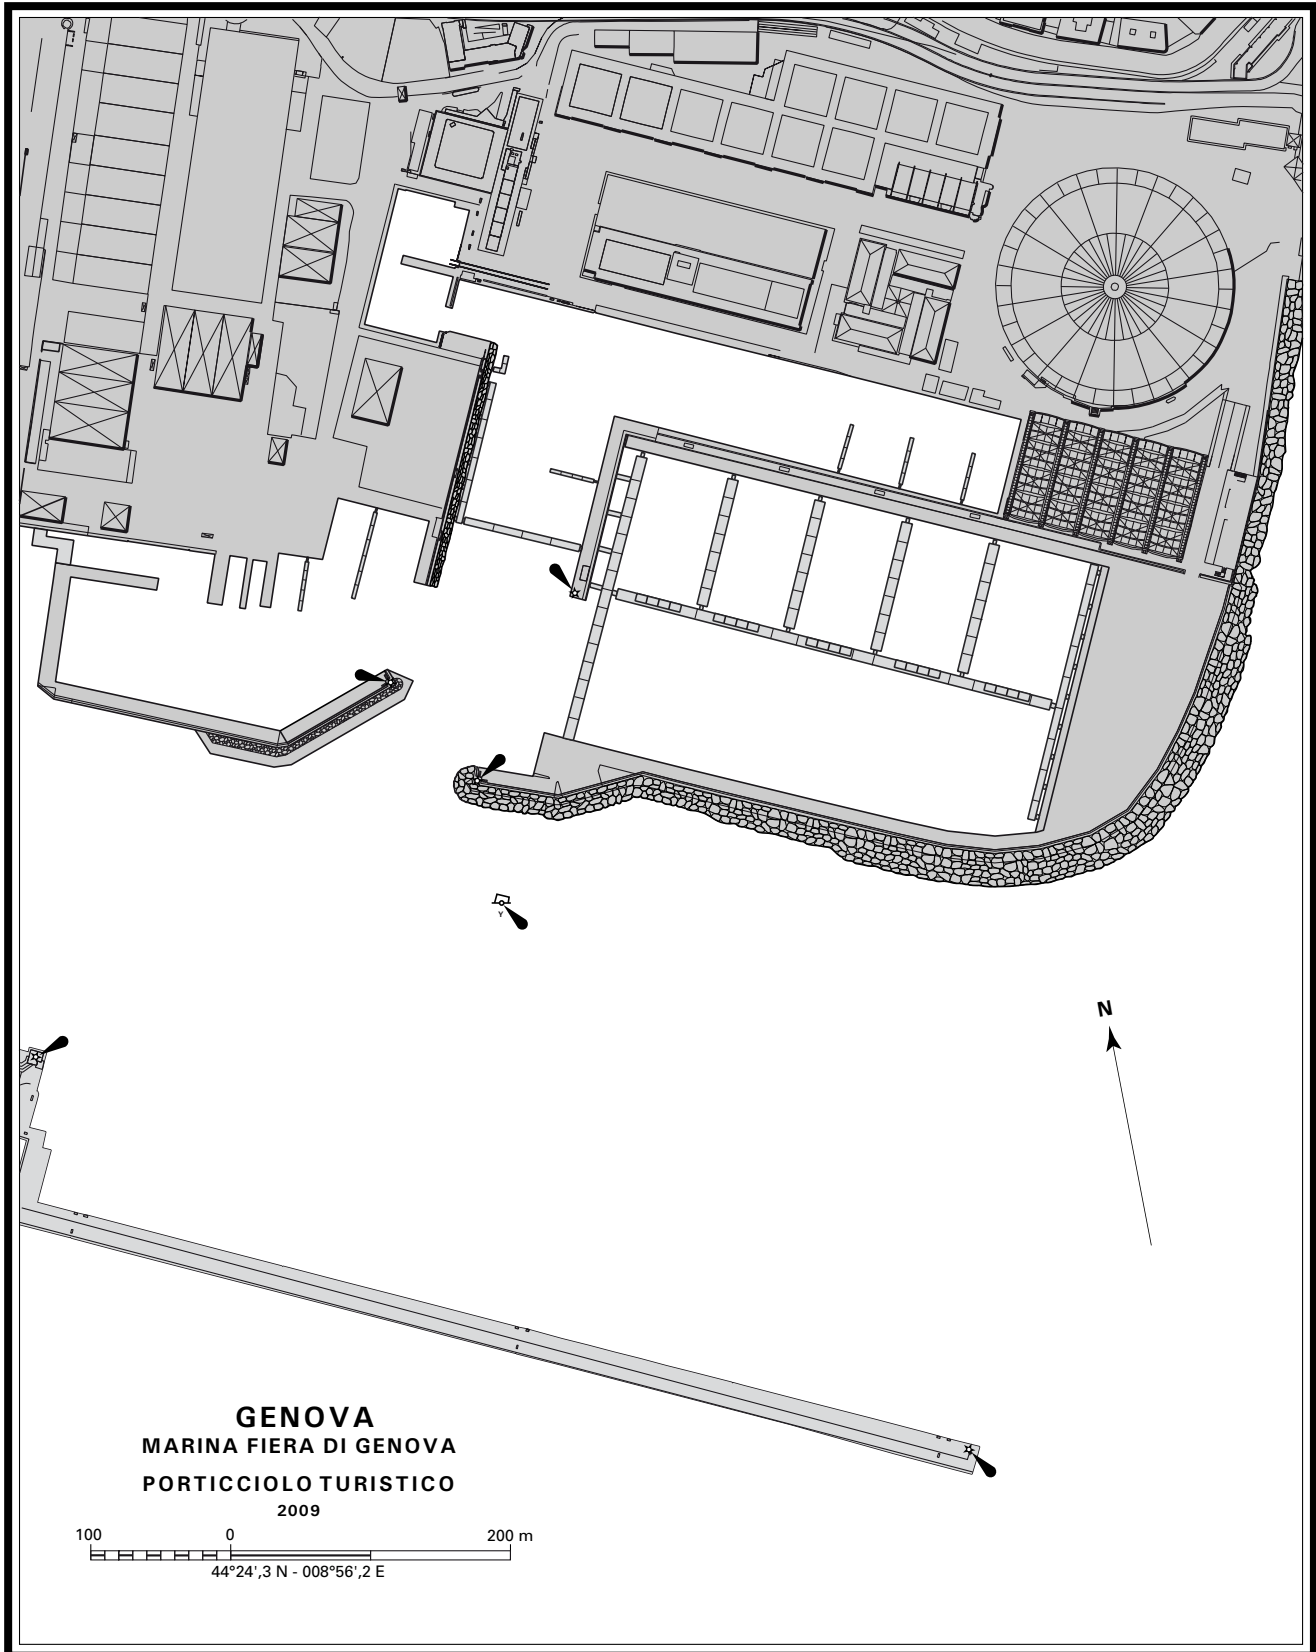 Y
N
GENOVA
MARINA FIERA DI GENOVA
PORTICCIOLO TURISTICO
2009
100 0 200 m
44°24',3 N - 008°56',2 E